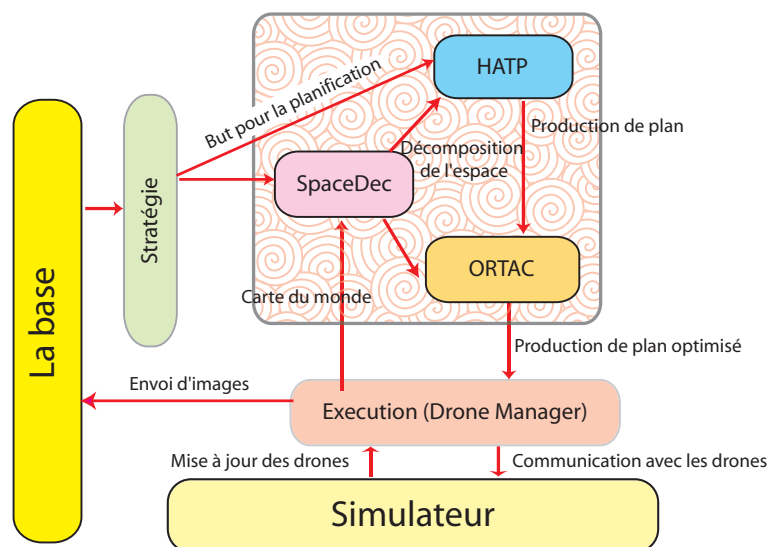 HATP
But pour la planification
Production de plan
Décomposition
de l'espace
SpaceDec
Stratégie
ORTAC
Carte du monde
La base
Production de plan optimisé
Envoi d'images
Execution (Drone Manager)
Mise à jour des drones
Communication avec les drones
Simulateur